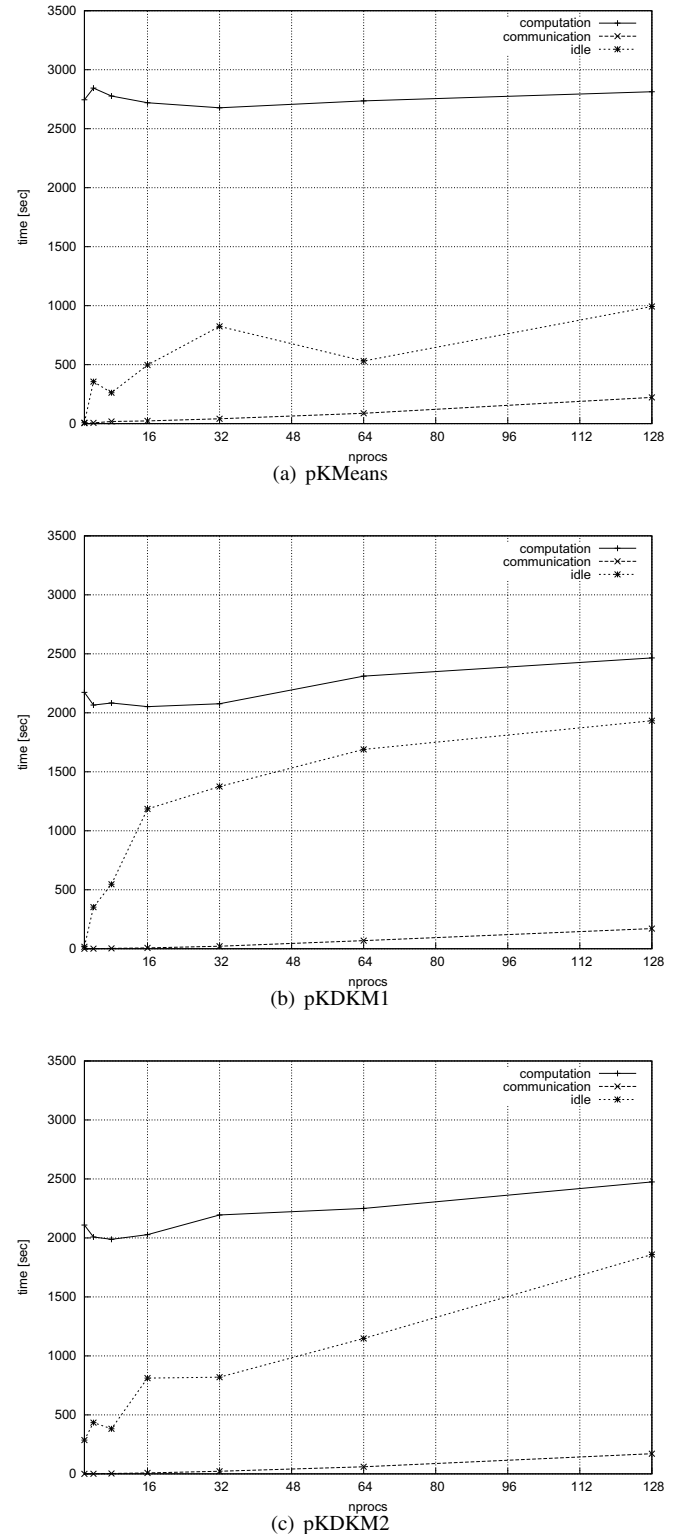 3500
3000
2500
2000
1500
1000
500
0
time [sec]
computation
communication
idle
16 32 48 64 80 96 112 128
nprocs
(a) pKMeans
3500
3000
2500
2000
1500
1000
500
0
time [sec]
computation
communication
idle
16 32 48 64 80 96 112 128
nprocs
(b) pKDKM1
3500
3000
2500
2000
1500
1000
500
0
time [sec]
computation
communication
idle
16 32 48 64 80 96 112 128
nprocs
(c) pKDKM2